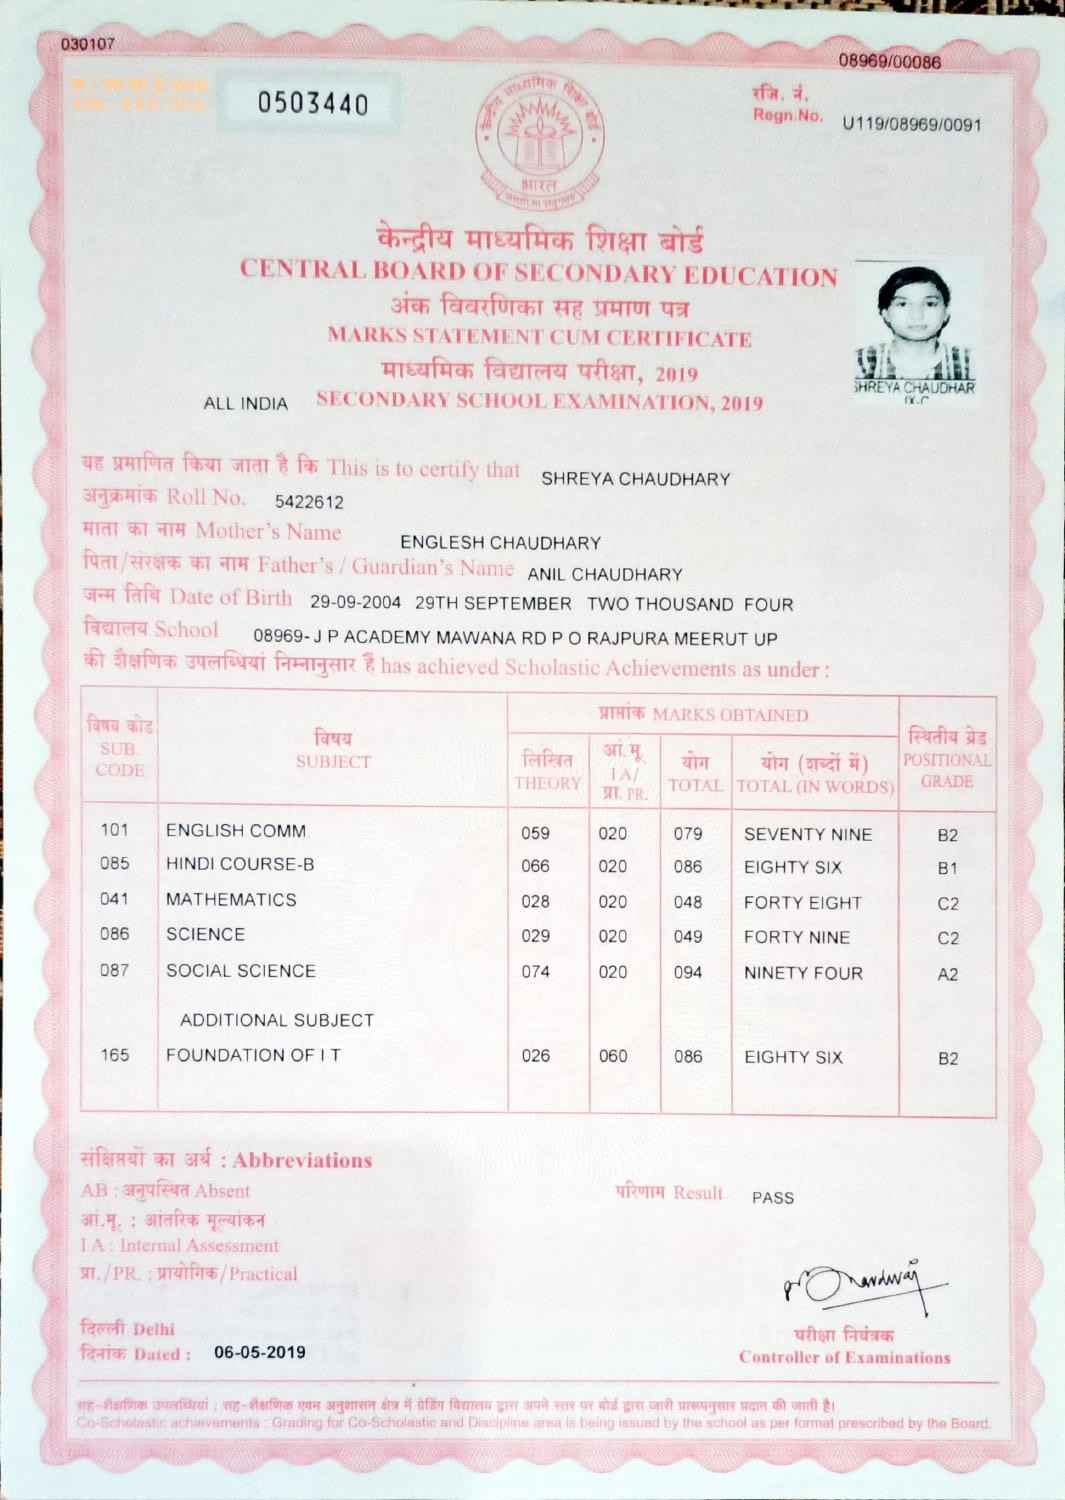 030107
08969/00086
0503440
रजि. नं.
Regn.No. U119/08969/0091
भारत
केन्द्रीय माध्यमिक शिक्षा बोर्ड
CENTRAL BOARD OF SECONDARY EDUCATION
अंक विवरणिका सह प्रमाण पत्र
MARKS STATEMENT CUM CERTIFICATE
माध्यमिक विद्यालय परीक्षा, 2019
ALL INDIA SECONDARY SCHOOL EXAMINATION, 2019
SHREYA CHAUDHAR
IX-C
यह प्रमाणित किया जाता है कि This is to certify that SHREYA CHAUDHARY
अनुक्रमांक Roll No. 5422612
माता का नाम Mother's Name ENGLESH CHAUDHARY
पिता/संरक्षक का नाम Father's / Guardian's Name ANIL CHAUDHARY
जन्म तिथि Date of Birth 29-09-2004 29TH SEPTEMBER TWO THOUSAND FOUR
विद्यालय School 08969- J P ACADEMY MAWANA RD P O RAJPURA MEERUT UP
की शैक्षणिक उपलब्धियां निम्नानुसार हैं has achieved Scholastic Achievements as under :
विषय कोड SUB. CODE
विषय SUBJECT
प्राप्तांक MARKS OBTAINED
लिखित THEORY
आं.मू. I A/ प्रा. PR.
योग TOTAL
योग (शब्दों में) TOTAL (IN WORDS)
स्थितीय ग्रेड POSITIONAL GRADE
101 ENGLISH COMM. 059 020 079 SEVENTY NINE B2
085 HINDI COURSE-B 066 020 086 EIGHTY SIX B1
041 MATHEMATICS 028 020 048 FORTY EIGHT C2
086 SCIENCE 029 020 049 FORTY NINE C2
087 SOCIAL SCIENCE 074 020 094 NINETY FOUR A2
ADDITIONAL SUBJECT
165 FOUNDATION OF I T 026 060 086 EIGHTY SIX B2
संक्षिप्तियों का अर्थ : Abbreviations
AB : अनुपस्थित Absent
परिणाम Result PASS
आं.मू. : आंतरिक मूल्यांकन
I A : Internal Assessment
प्रा./PR. : प्रायोगिक/Practical
दिल्ली Delhi
दिनांक Dated : 06-05-2019
परीक्षा नियंत्रक
Controller of Examinations
सह-शैक्षणिक उपलब्धियां : सह-शैक्षणिक एवम अनुशासन क्षेत्र में ग्रेडिंग विद्यालय द्वारा अपने स्तर पर बोर्ड द्वारा जारी प्रारूपनुसार प्रदान की जाती है।
Co-Scholastic achievements : Grading for Co-Scholastic and Discipline area is being issued by the school as per format prescribed by the Board.